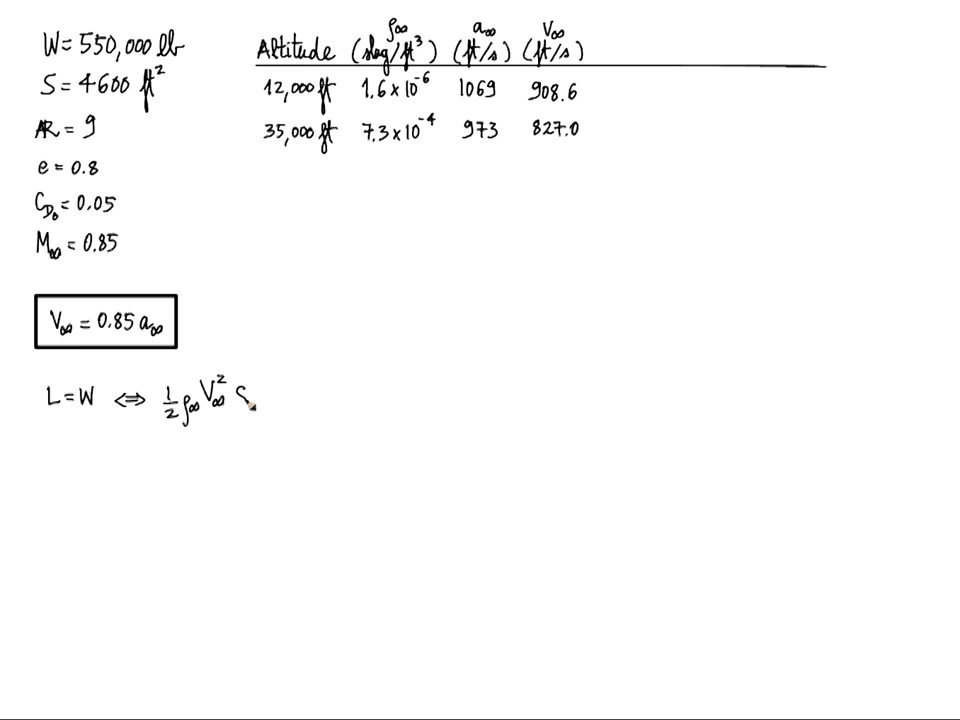 W = 550,000 lb
S = 4600 ft²
AR = 9
e = 0.8
C_D₀ = 0.05
M∞ = 0.85
ρ∞ a∞ V∞
Altitude (slug/ft³) (ft/s) (ft/s)
12,000 ft 1.6 × 10⁻⁶ 1069 908.6
35,000 ft 7.3 × 10⁻⁴ 973 827.0
V∞ = 0.85 a∞
L = W ⇔ 1/2 ρ∞ V∞² S